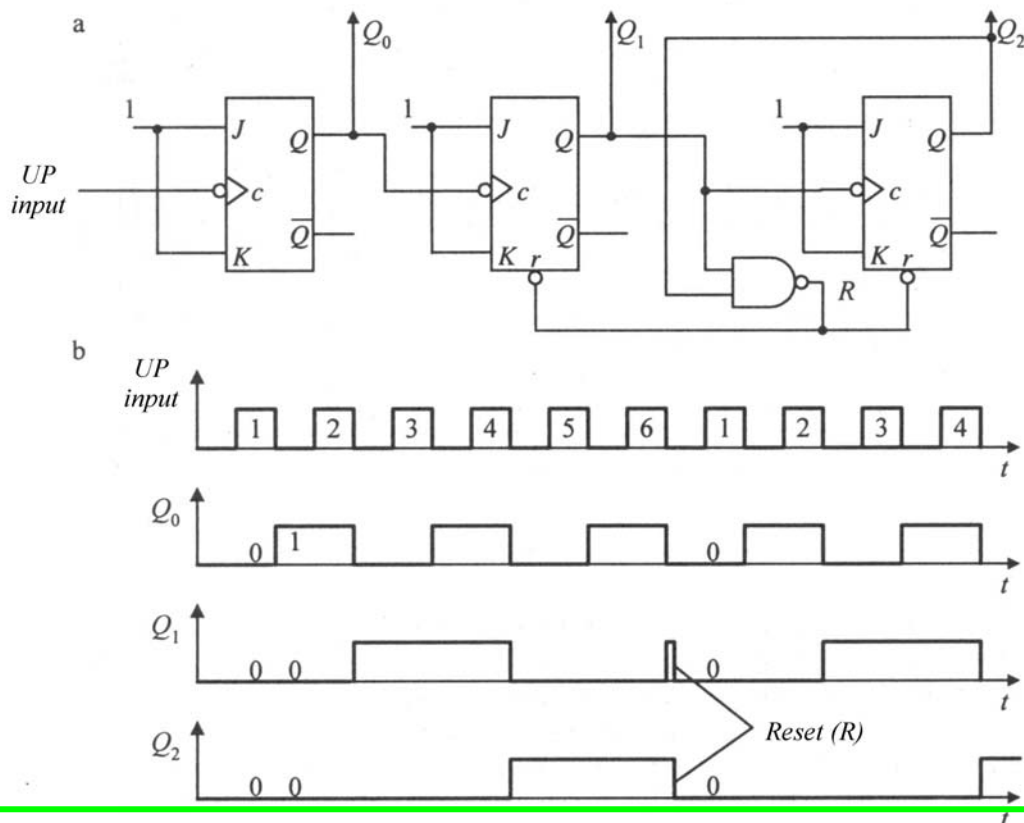 a
Q0 Q1 Q2
1 J Q 1 J Q 1 J Q
UP
input
c c c
K Q̅ K r Q̅ K r Q̅
R
b
UP
input
1 2 3 4 5 6 1 2 3 4
t
Q0
0 1 0
t
Q1
0 0 0
t
Reset (R)
Q2
0 0 0
t